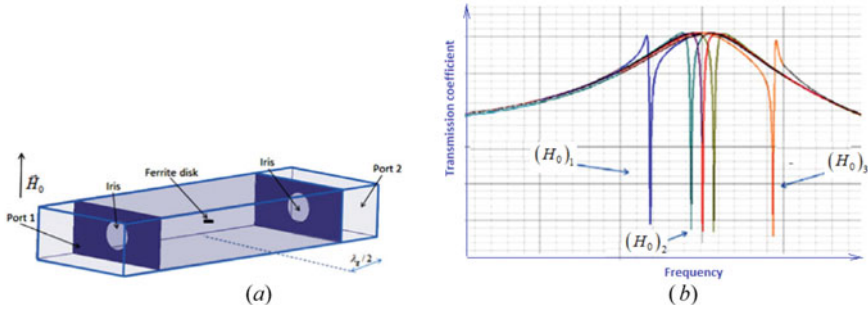 H⃗₀
Port 1
Iris
Ferrite disk
Iris
Port 2
λg/2
(a)
Transmission coefficient
(H₀)₁
(H₀)₂
(H₀)₃
Frequency
(b)